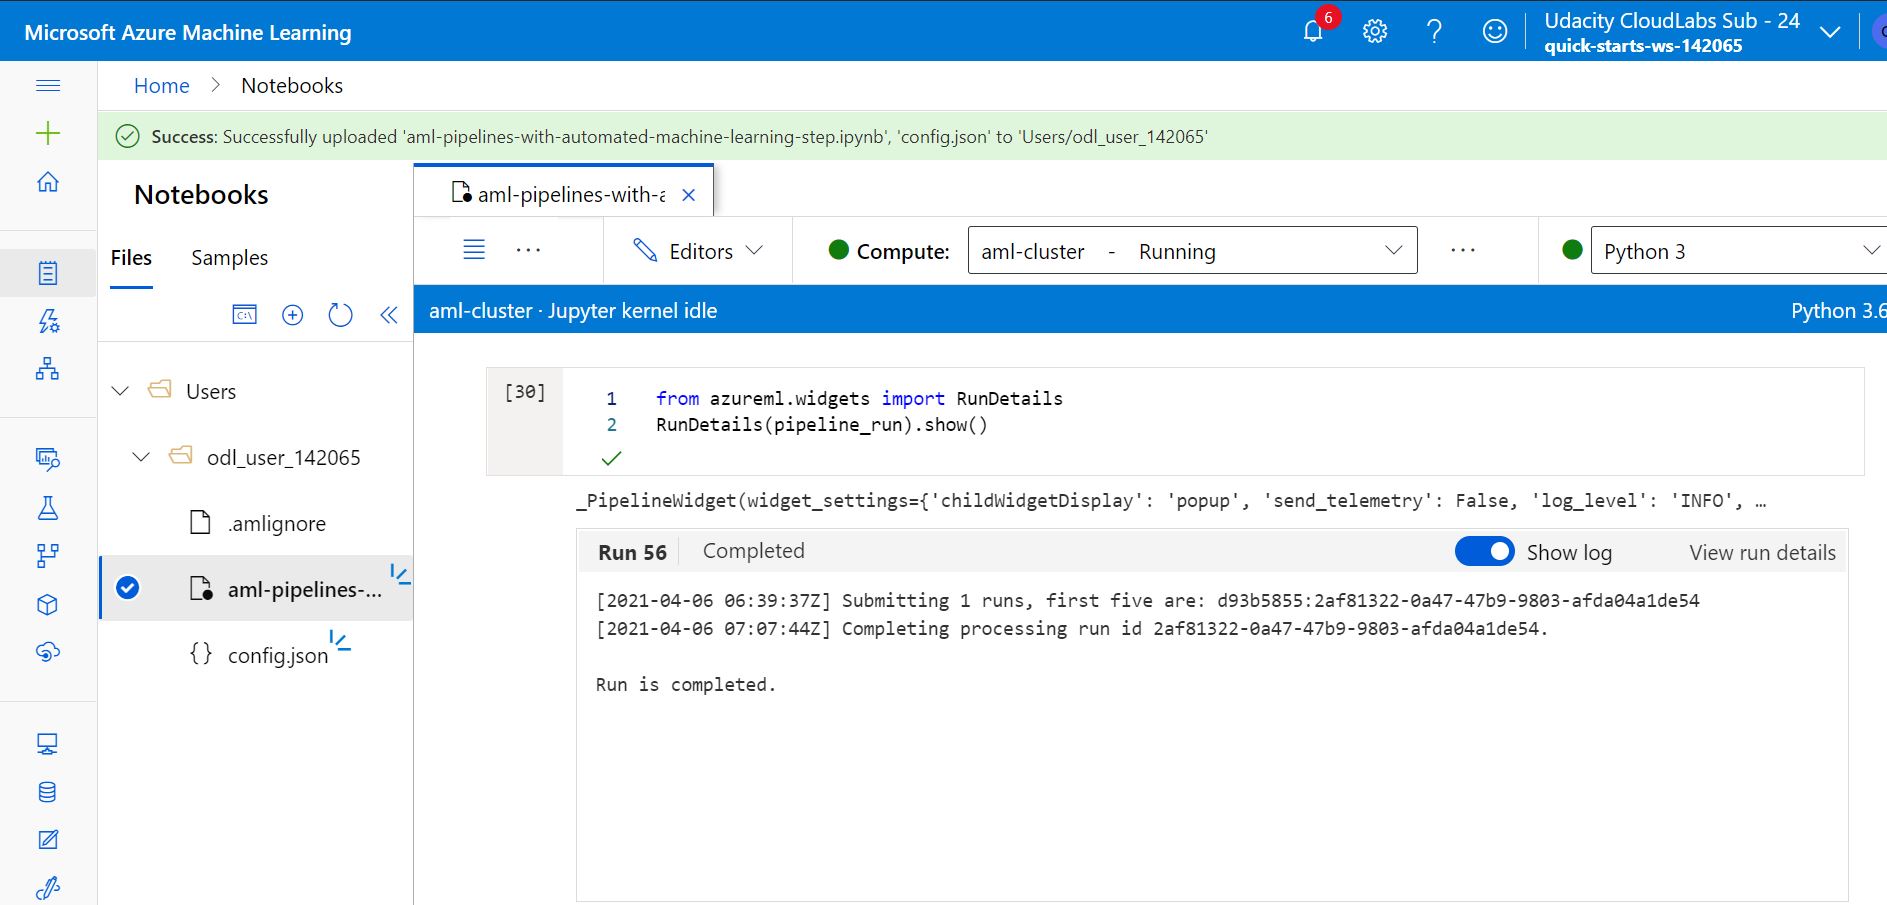 Microsoft Azure Machine Learning
6
Udacity CloudLabs Sub - 24
quick-starts-ws-142065
Home > Notebooks
Success: Successfully uploaded 'aml-pipelines-with-automated-machine-learning-step.ipynb', 'config.json' to 'Users/odl_user_142065'
Notebooks
Files Samples
Users
odl_user_142065
.amlignore
aml-pipelines-...
{} config.json
aml-pipelines-with-a
... Editors Compute: aml-cluster - Running ... Python 3
aml-cluster · Jupyter kernel idle Python 3.6
[30]
1 from azureml.widgets import RunDetails
2 RunDetails(pipeline_run).show()
_PipelineWidget(widget_settings={'childWidgetDisplay': 'popup', 'send_telemetry': False, 'log_level': 'INFO', …
Run 56 Completed Show log View run details
[2021-04-06 06:39:37Z] Submitting 1 runs, first five are: d93b5855:2af81322-0a47-47b9-9803-afda04a1de54
[2021-04-06 07:07:44Z] Completing processing run id 2af81322-0a47-47b9-9803-afda04a1de54.
Run is completed.